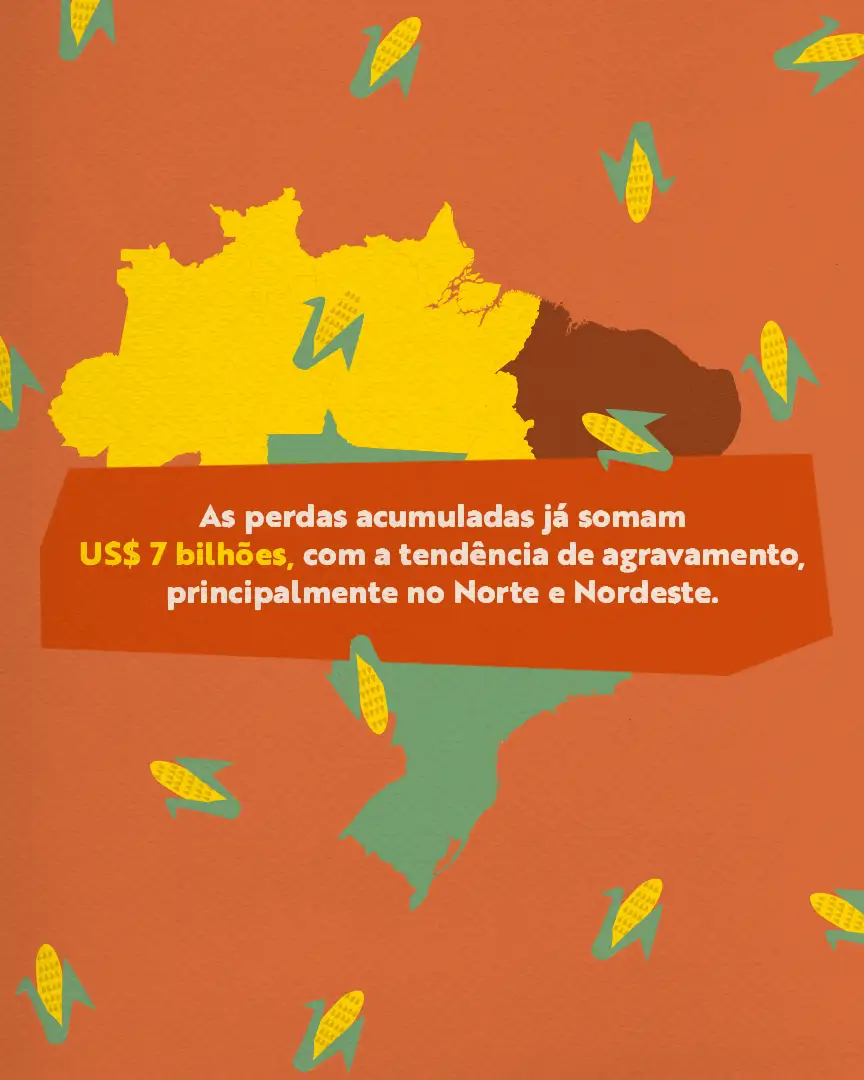 As perdas acumuladas já somam
US$ 7 bilhões, com a tendência de agravamento,
principalmente no Norte e Nordeste.